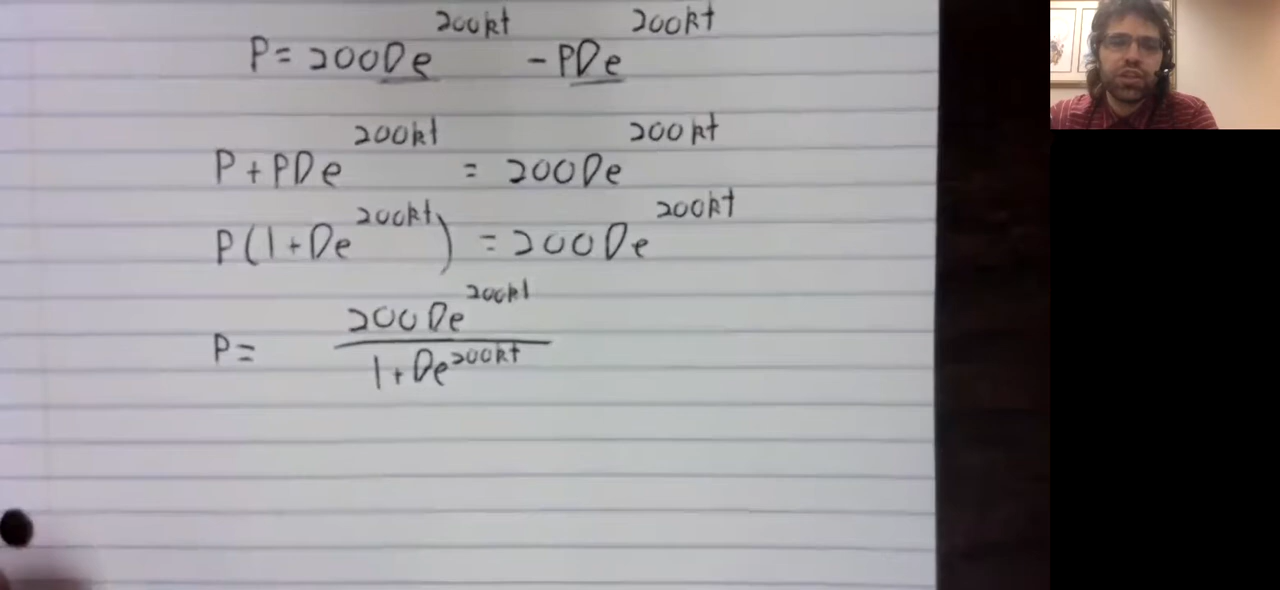 P = 200De^200kt - PDe^200kt
P + PDe^200kt = 200De^200kt
P(1 + De^200kt) = 200De^200kt
P = 200De^200kt / 1 + De^200kt